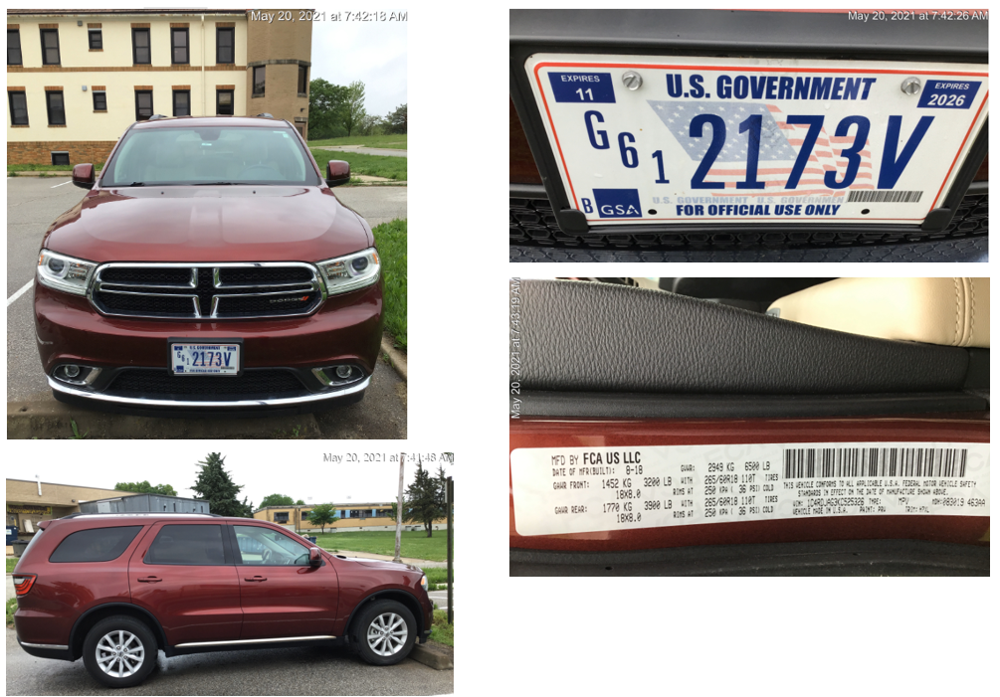 May 20, 2021 at 7:42:18 AM
DODGE
U.S. GOVERNMENT
G61 2173V
May 20, 2021 at 7:42:26 AM
EXPIRES 11
U.S. GOVERNMENT
EXPIRES 2026
G61 2173V
U.S. GOVERNMENT U.S. GOVERNMENT
B GSA
FOR OFFICIAL USE ONLY
May 20, 2021 at 7:43:19 AM
MFD BY FCA US LLC
DATE OF MFR(BUILT): 8-18 GVWR: 2948 KG 6500 LB
GAWR FRONT: 1452 KG 3200 LB WITH 265/60R18 110T TIRES
18X8.0 RIMS AT 250 KPA ( 36 PSI) COLD
GAWR REAR: 1770 KG 3900 LB WITH 265/60R18 110T TIRES
18X8.0 RIMS AT 250 KPA ( 36 PSI) COLD
THIS VEHICLE CONFORMS TO ALL APPLICABLE U.S.A. FEDERAL MOTOR VEHICLE SAFETY
STANDARDS IN EFFECT ON THE DATE OF MANUFACTURE SHOWN ABOVE.
VIN: TYPE: MPV MDH:083019 463AA
VEHICLE MADE IN U.S.A. PAINT: PRV TRIM:
May 20, 2021 at 7:41:48 AM